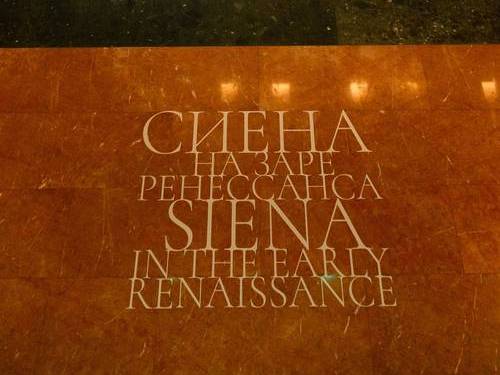 СИЕНА
НА ЗАРЕ
РЕНЕССАНСА
SIENA
IN THE EARLY
RENAISSANCE